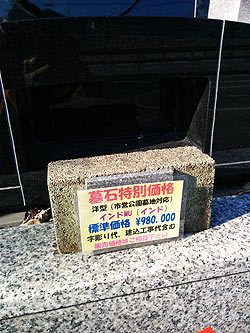 墓石特別価格
洋型（市営公園墓地対応）
インドMU（インド）
標準価格 ¥980.000
字彫り代、建込工事代含む